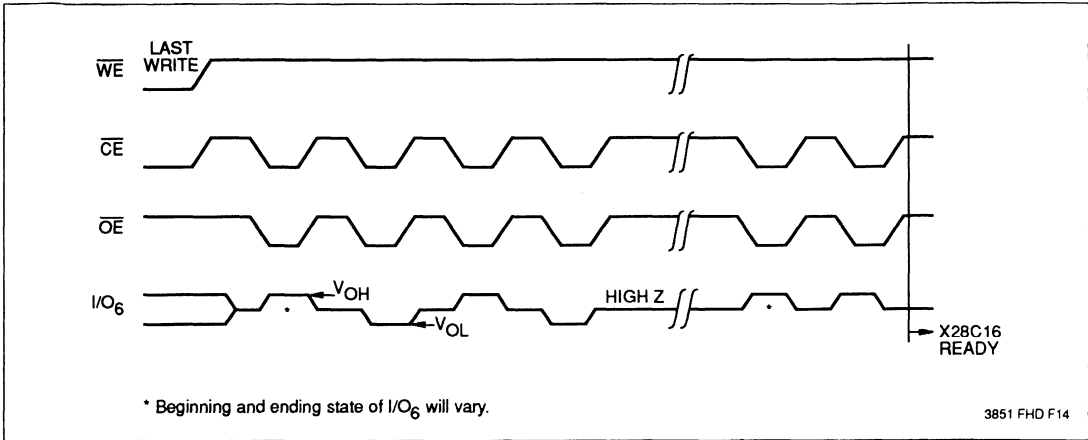 LAST
WRITE
WE
CE
OE
I/O6
VOH
*
VOL
HIGH Z
*
X28C16
READY
* Beginning and ending state of I/O6 will vary.
3851 FHD F14